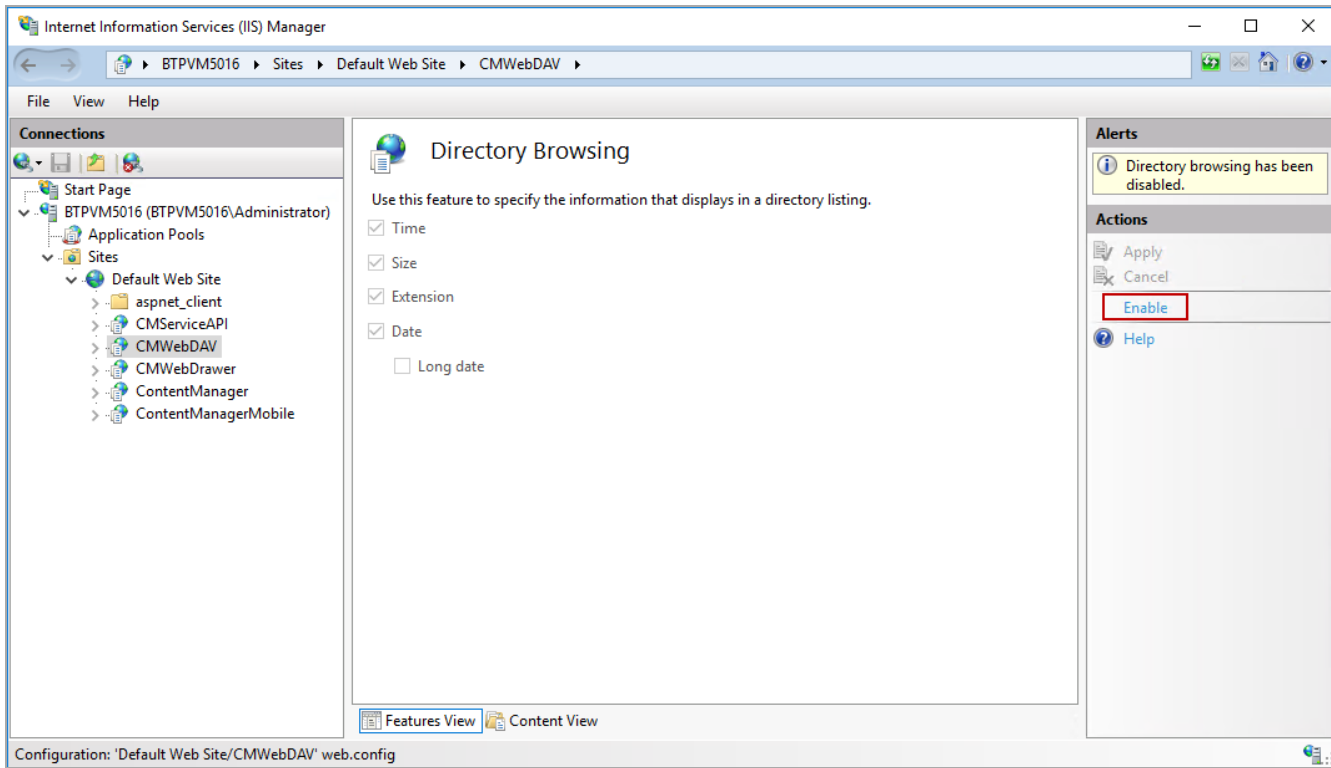 Internet Information Services (IIS) Manager
BTPVM5016 Sites Default Web Site CMWebDAV
File View Help
Connections
Start Page
BTPVM5016 (BTPVM5016\Administrator)
Application Pools
Sites
Default Web Site
aspnet_client
CMServiceAPI
CMWebDAV
CMWebDrawer
ContentManager
ContentManagerMobile
Directory Browsing
Use this feature to specify the information that displays in a directory listing.
Time
Size
Extension
Date
Long date
Features View Content View
Alerts
Directory browsing has been
disabled.
Actions
Apply
Cancel
Enable
Help
Configuration: 'Default Web Site/CMWebDAV' web.config